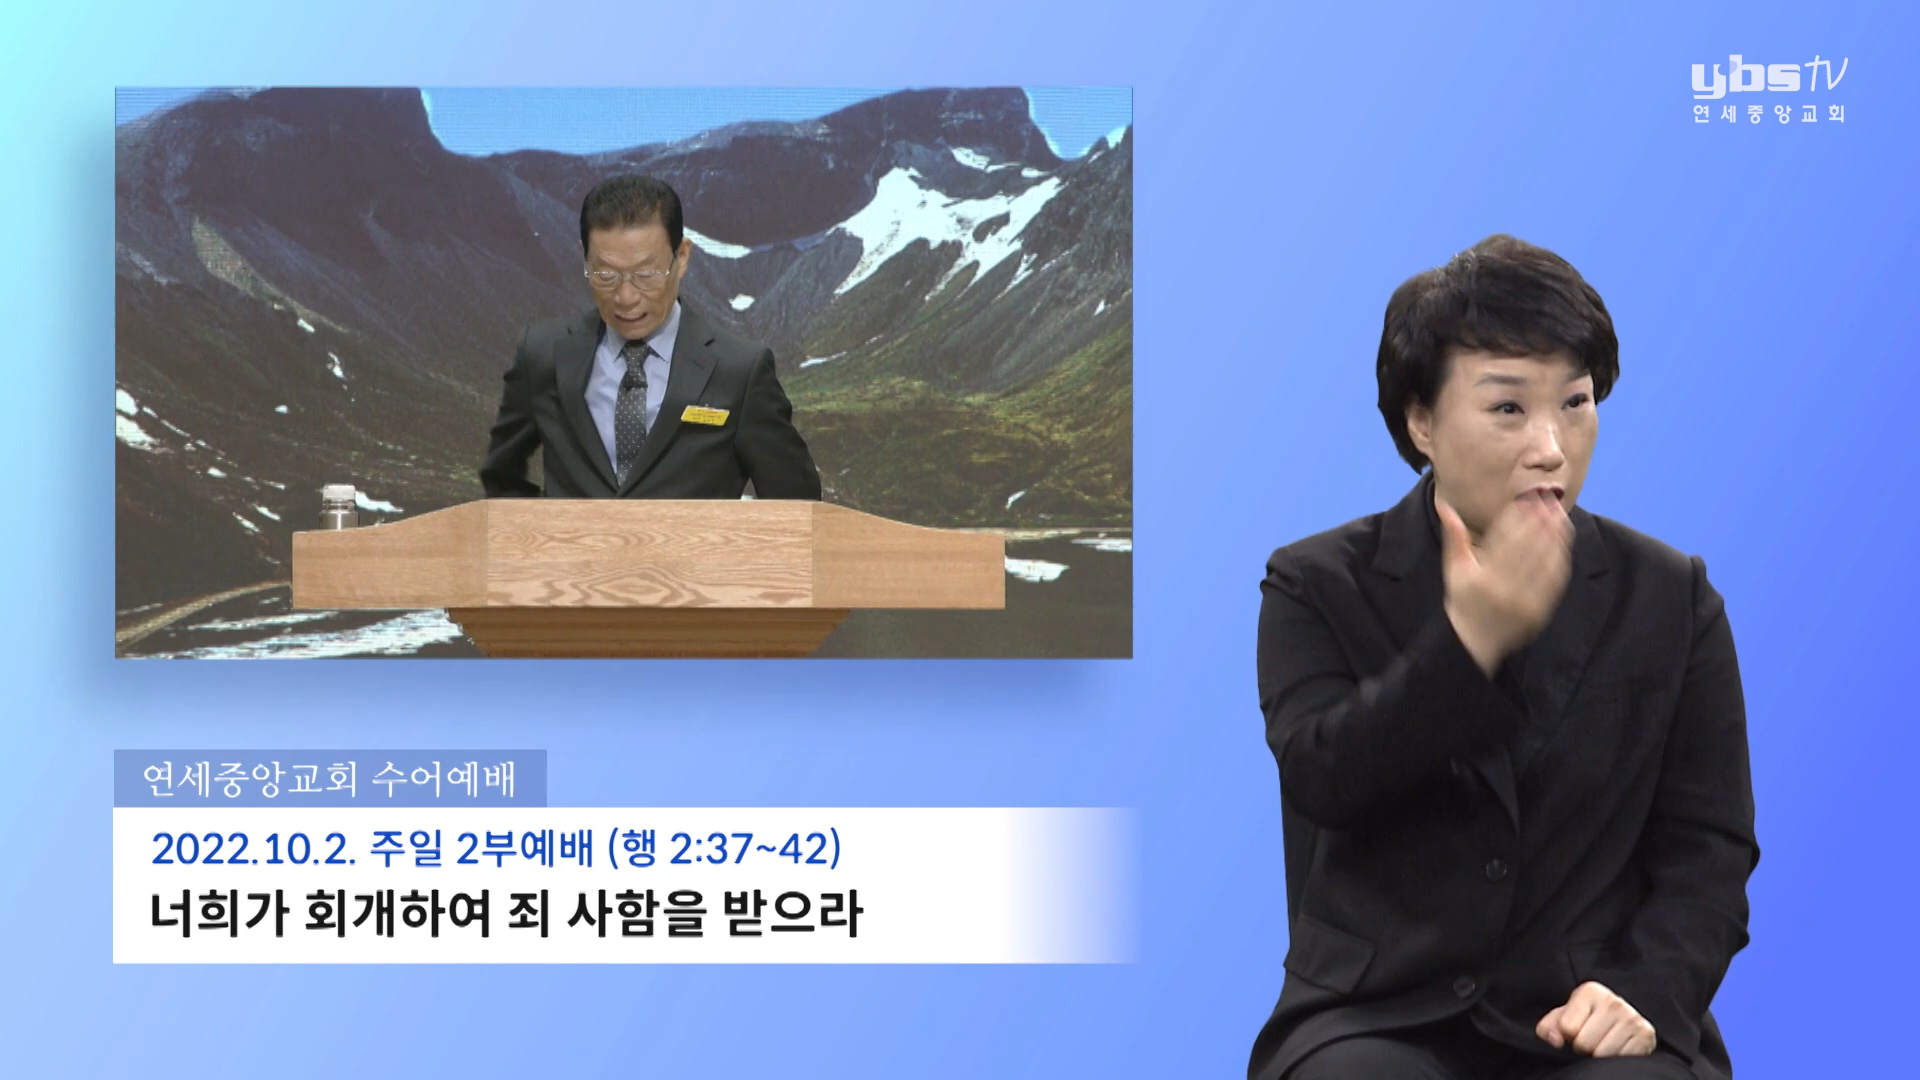 ybstv
연세중앙교회
연세중앙교회 수어예배
2022.10.2. 주일 2부예배 (행 2:37~42)
너희가 회개하여 죄 사함을 받으라